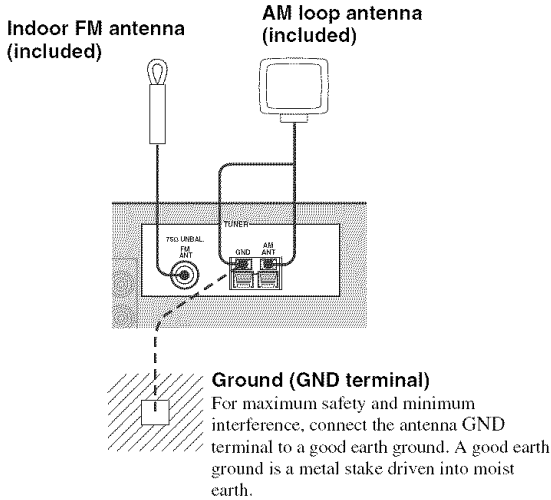 Indoor FM antenna
(included)
AM loop antenna
(included)
TUNER
75Ω UNBAL.
FM
ANT
GND
AM
ANT
Ground (GND terminal)
For maximum safety and minimum
interference, connect the antenna GND
terminal to a good earth ground. A good earth
ground is a metal stake driven into moist
earth.